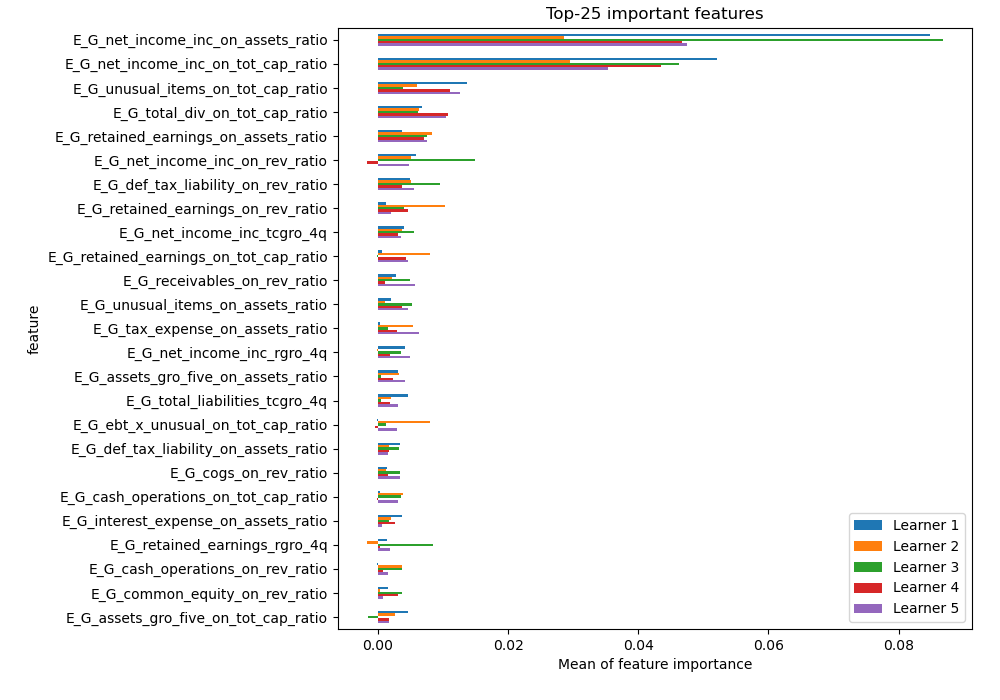 Top-25 important features
E_G_net_income_inc_on_assets_ratio
E_G_net_income_inc_on_tot_cap_ratio
E_G_unusual_items_on_tot_cap_ratio
E_G_total_div_on_tot_cap_ratio
E_G_retained_earnings_on_assets_ratio
E_G_net_income_inc_on_rev_ratio
E_G_def_tax_liability_on_rev_ratio
E_G_retained_earnings_on_rev_ratio
E_G_net_income_inc_tcgro_4q
E_G_retained_earnings_on_tot_cap_ratio
E_G_receivables_on_rev_ratio
E_G_unusual_items_on_assets_ratio
E_G_tax_expense_on_assets_ratio
E_G_net_income_inc_rgro_4q
E_G_assets_gro_five_on_assets_ratio
E_G_total_liabilities_tcgro_4q
E_G_ebt_x_unusual_on_tot_cap_ratio
E_G_def_tax_liability_on_assets_ratio
E_G_cogs_on_rev_ratio
E_G_cash_operations_on_tot_cap_ratio
E_G_interest_expense_on_assets_ratio
E_G_retained_earnings_rgro_4q
E_G_cash_operations_on_rev_ratio
E_G_common_equity_on_rev_ratio
E_G_assets_gro_five_on_tot_cap_ratio
feature
Learner 1
Learner 2
Learner 3
Learner 4
Learner 5
0.00 0.02 0.04 0.06 0.08
Mean of feature importance